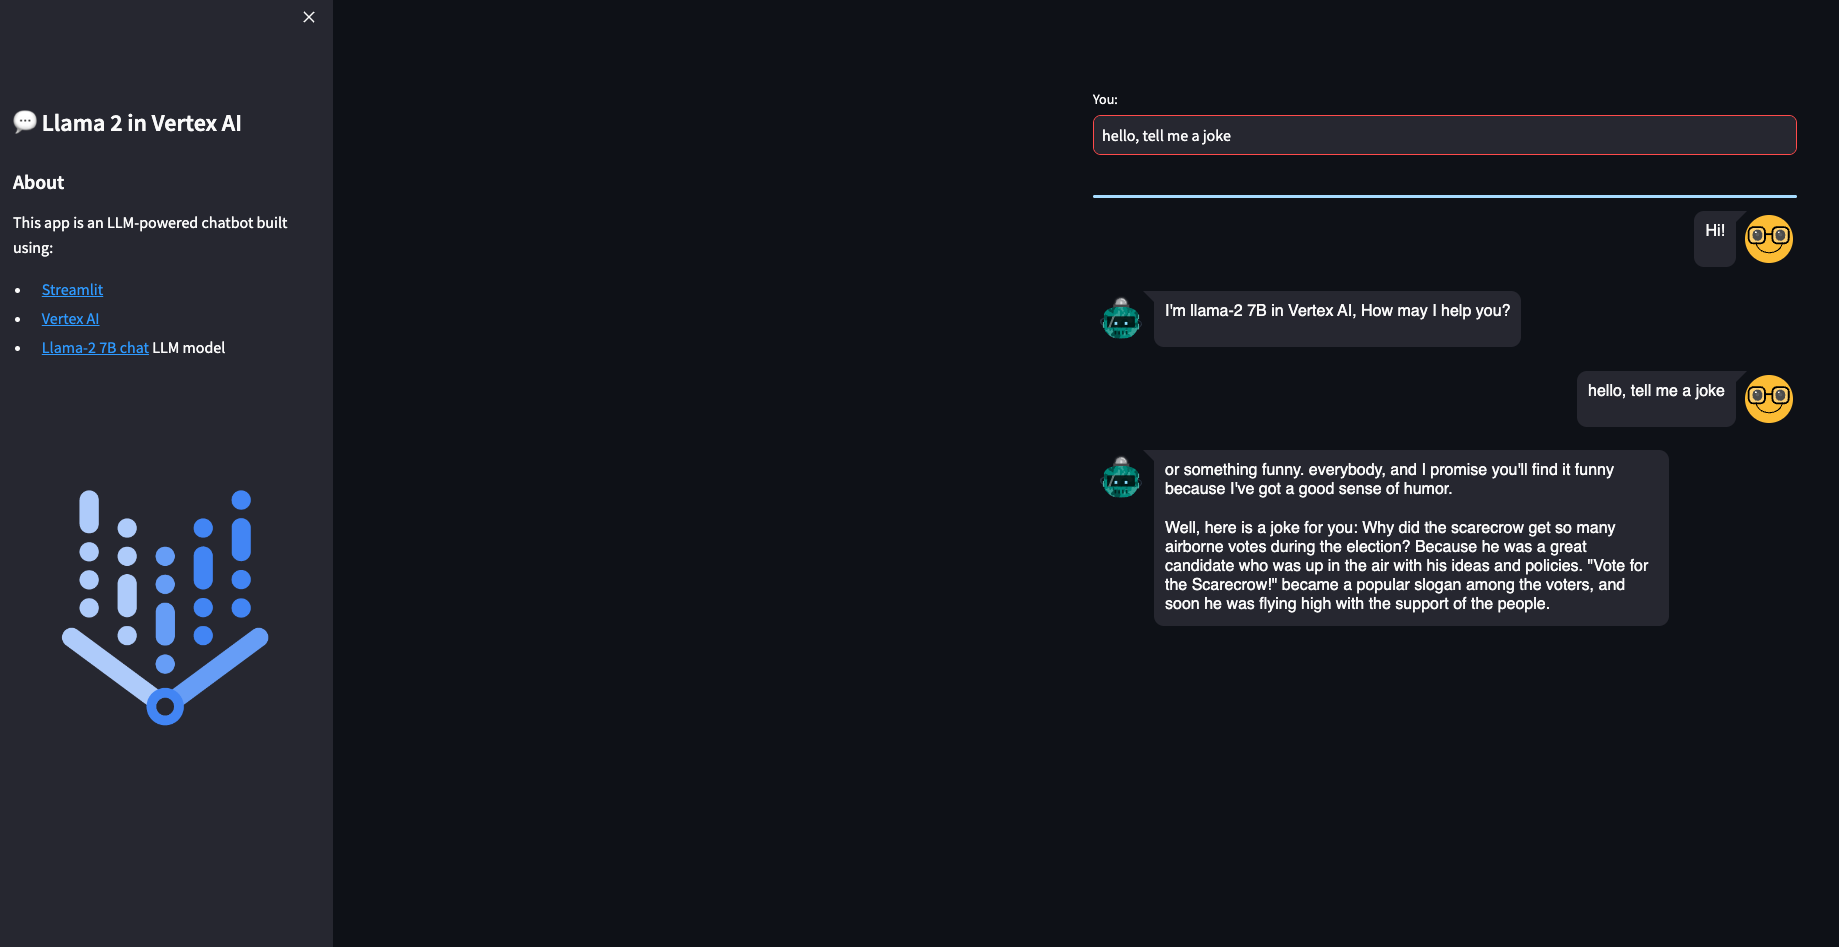 Llama 2 in Vertex AI
About
This app is an LLM-powered chatbot built
using:
Streamlit
Vertex AI
Llama-2 7B chat LLM model
You:
hello, tell me a joke
Hi!
I'm llama-2 7B in Vertex AI, How may I help you?
hello, tell me a joke
or something funny. everybody, and I promise you'll find it funny
because I've got a good sense of humor.
Well, here is a joke for you: Why did the scarecrow get so many
airborne votes during the election? Because he was a great
candidate who was up in the air with his ideas and policies. "Vote for
the Scarecrow!" became a popular slogan among the voters, and
soon he was flying high with the support of the people.